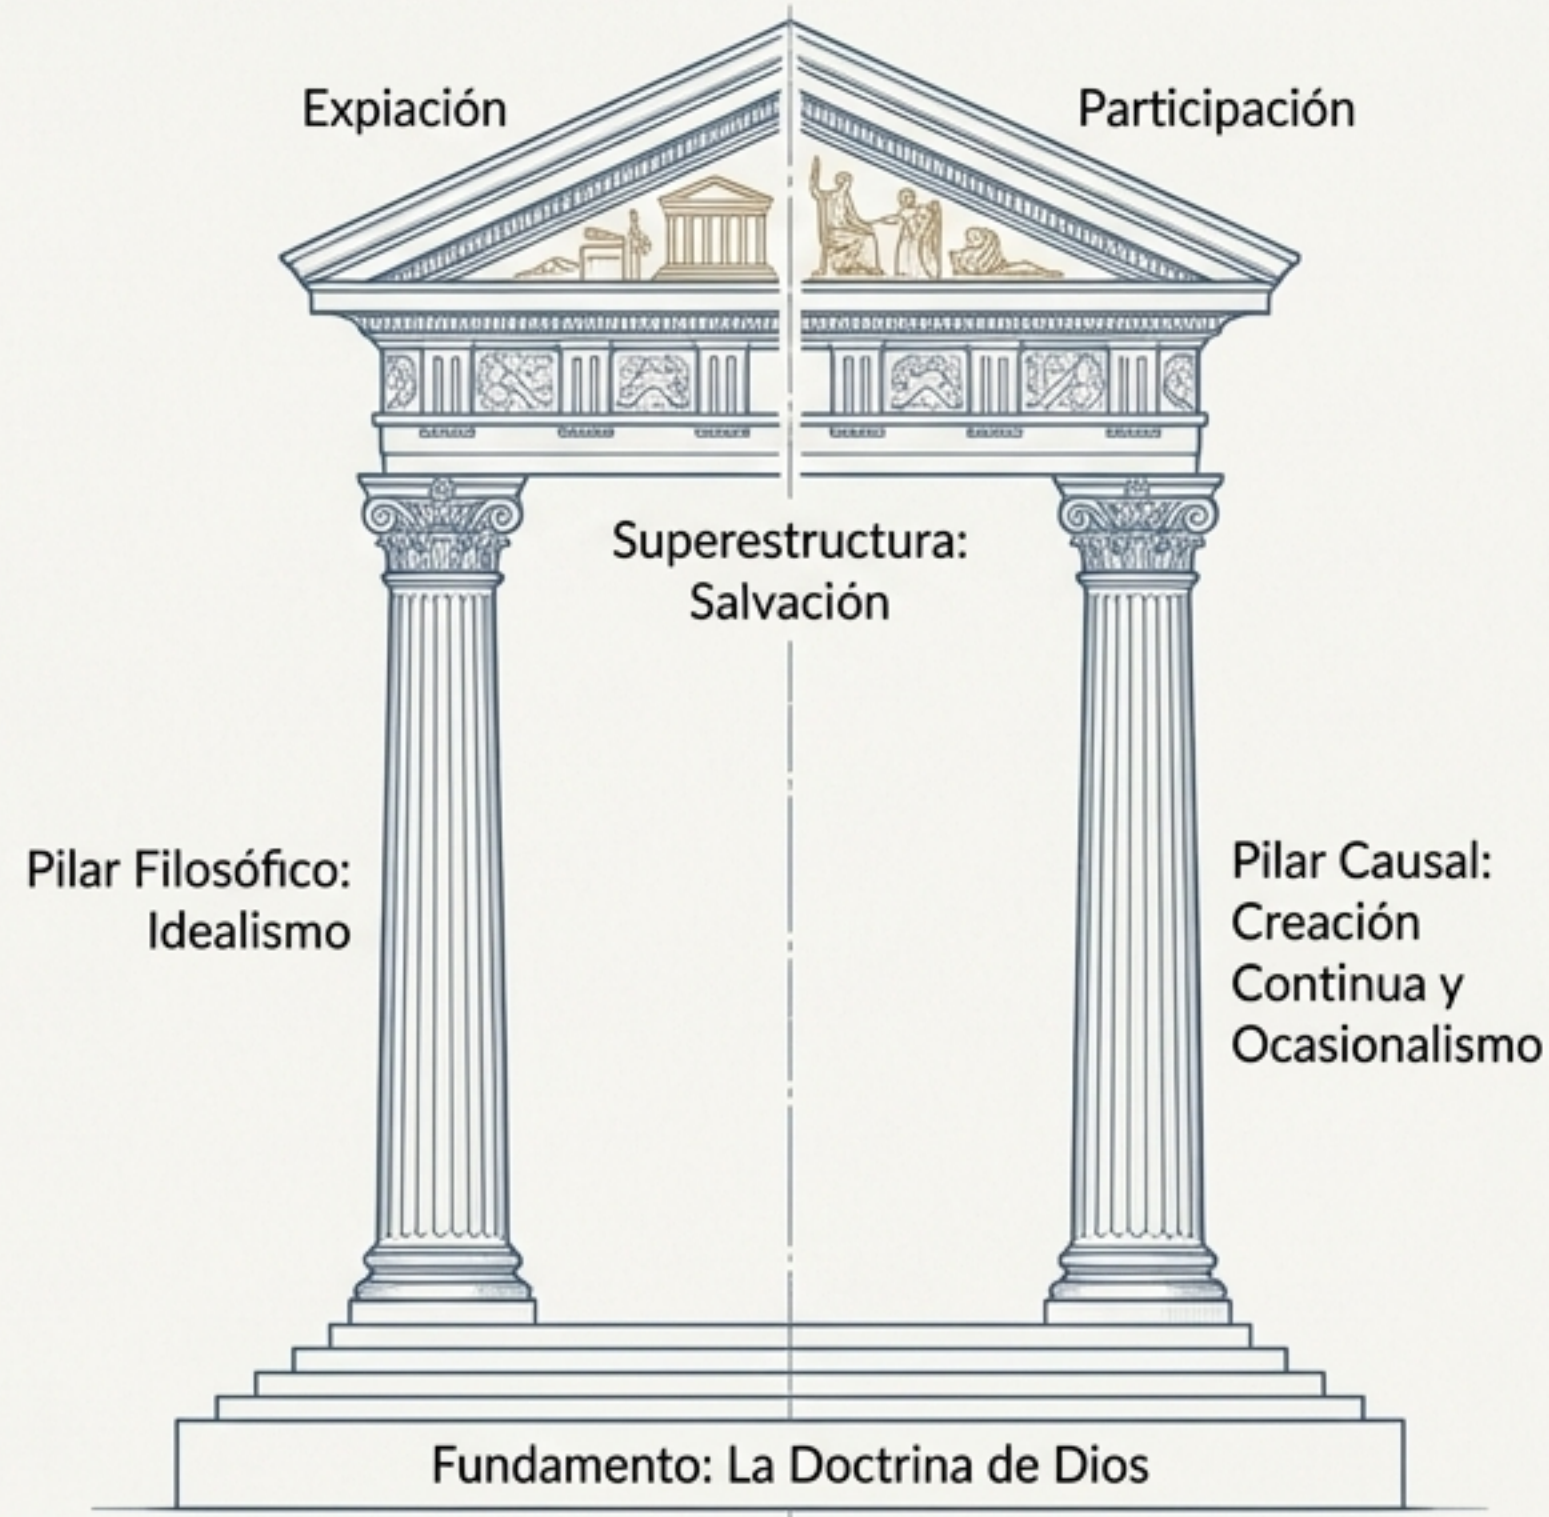 Expiación
Participación
Superestructura:
Salvación
Pilar Filosófico:
Idealismo
Pilar Causal:
Creación
Continua y
Ocasionalismo
Fundamento: La Doctrina de Dios